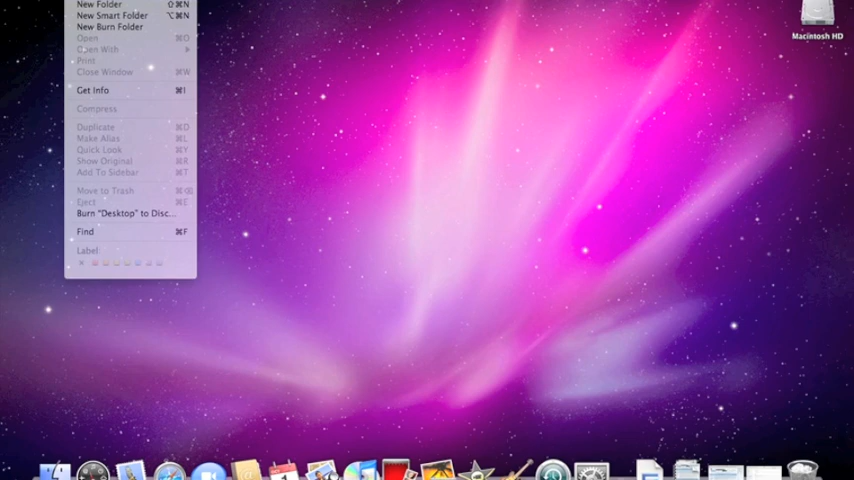 New Folder ⇧⌘N
New Smart Folder ⌥⌘N
New Burn Folder
Open ⌘O
Open With
Print
Close Window ⌘W
Get Info ⌘I
Compress
Duplicate ⌘D
Make Alias ⌘L
Quick Look ⌘Y
Show Original ⌘R
Add To Sidebar ⌘T
Move to Trash ⌘⌫
Eject ⌘E
Burn “Desktop” to Disc...
Find ⌘F
Label:
Macintosh HD